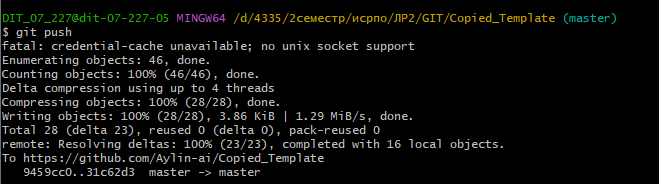 DIT_07_227@dit-07-227-05 MINGW64 /d/4335/2семестр/исрпо/ЛР2/GIT/Copied_Template (master)
$ git push
fatal: credential-cache unavailable; no unix socket support
Enumerating objects: 46, done.
Counting objects: 100% (46/46), done.
Delta compression using up to 4 threads
Compressing objects: 100% (28/28), done.
Writing objects: 100% (28/28), 3.86 KiB | 1.29 MiB/s, done.
Total 28 (delta 23), reused 0 (delta 0), pack-reused 0
remote: Resolving deltas: 100% (23/23), completed with 16 local objects.
To https://github.com/Aylin-ai/Copied_Template
   9459cc0..31c62d3  master -> master